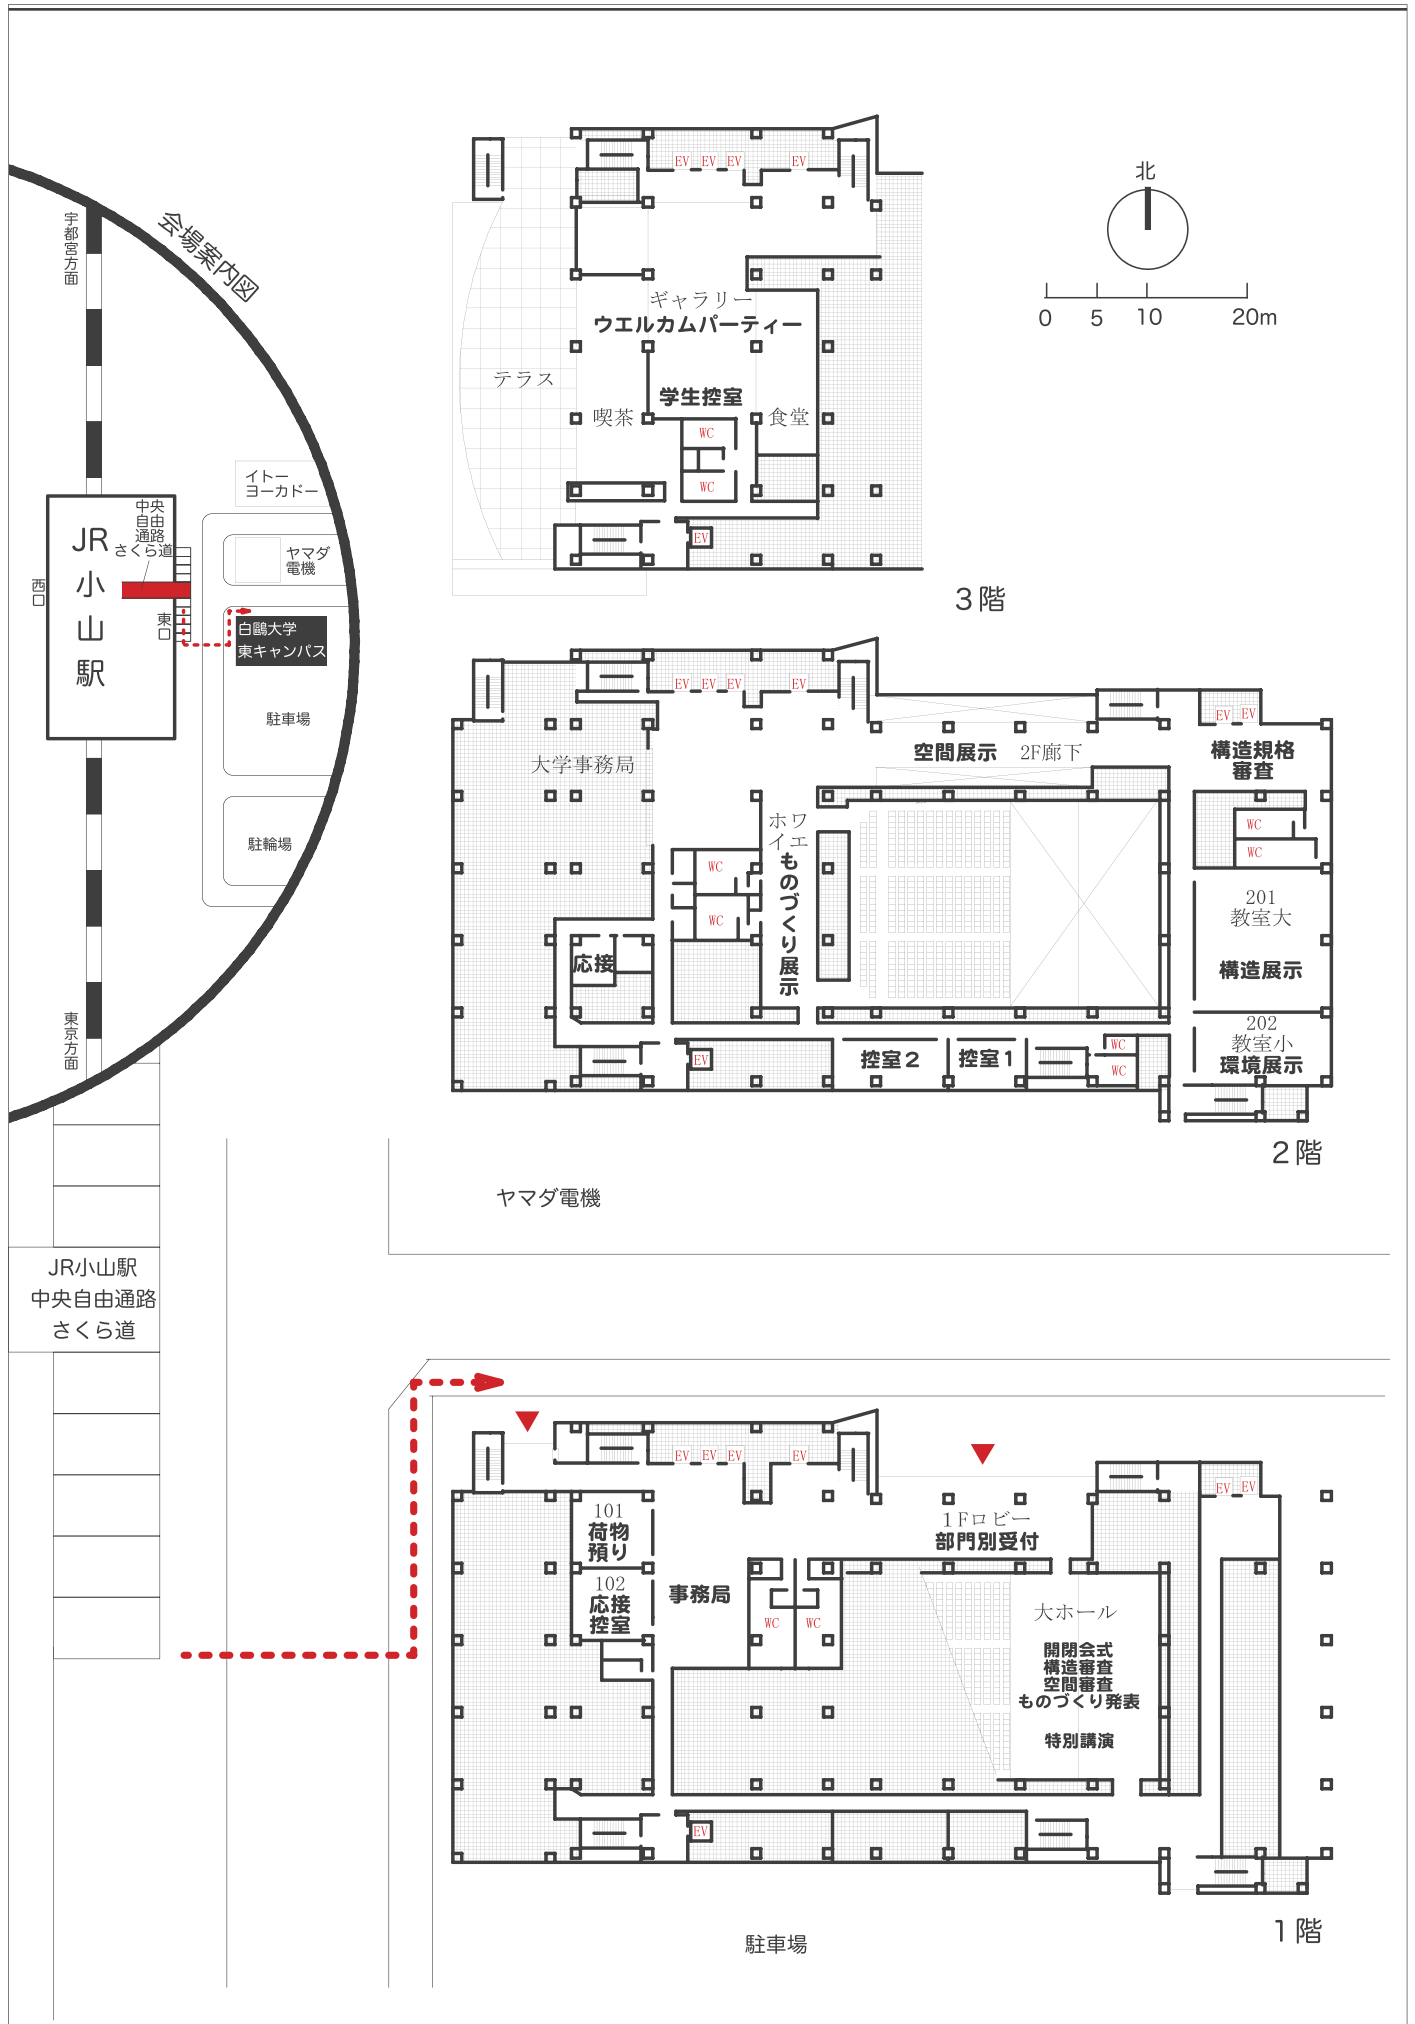 会場案内図
宇都宮方面
イトー
ヨーカドー
中央
自由
通路
さくら道
JR小山駅
ヤマダ
電機
西口
東口
白鷗大学
東キャンパス
駐車場
駐輪場
東京方面
北
0 5 10 20m
EV EV EV EV
ギャラリー
ウエルカムパーティー
テラス
学生控室
喫茶
食堂
WC
WC
EV
3階
EV EV EV EV
EV EV
大学事務局
空間展示 2F廊下
構造規格
審査
ホワ
イエ
ものづくり展示
WC
WC
WC
WC
201
教室大
構造展示
応接
202
教室小
環境展示
控室2
控室1
WC
WC
EV
2階
ヤマダ電機
JR小山駅
中央自由通路
さくら道
EV EV EV EV
EV EV
101
荷物
預り
1Fロビー
部門別受付
102
応接
控室
事務局
WC WC
大ホール
開閉会式
構造審査
空間審査
ものづくり発表
特別講演
EV
1階
駐車場